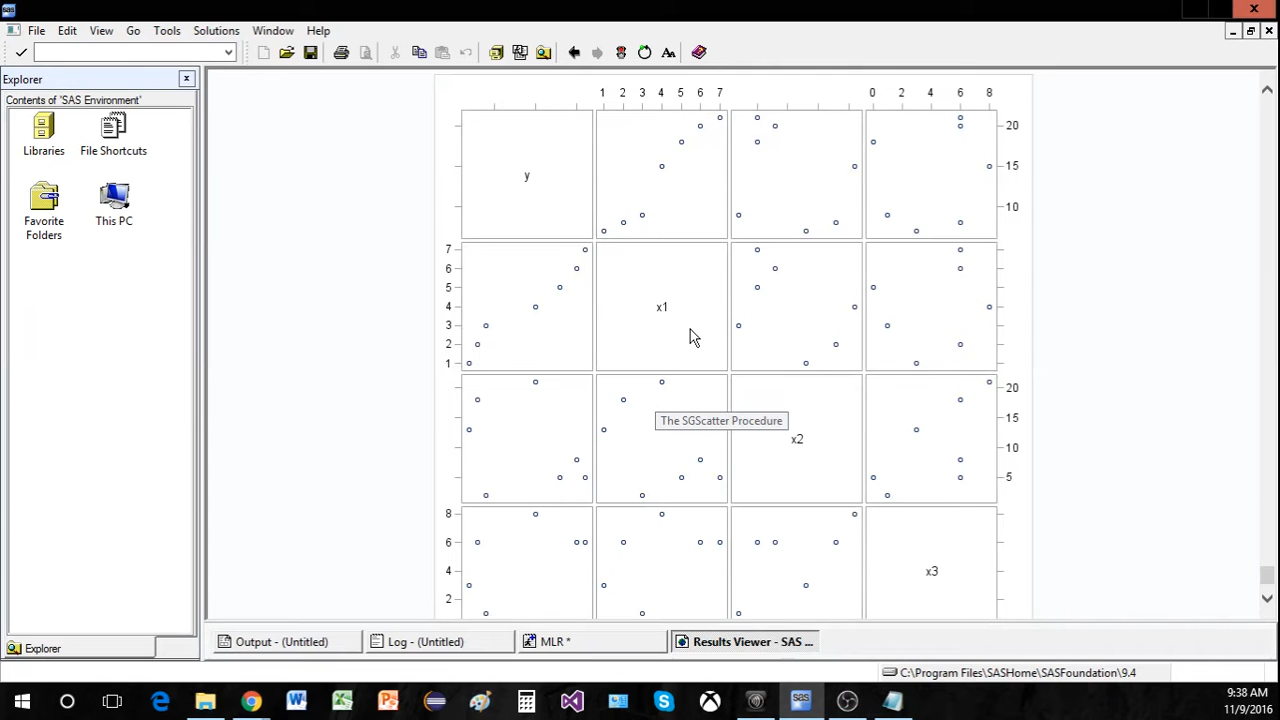 File Edit View Go Tools Solutions Window Help
Explorer
Contents of 'SAS Environment'
Libraries
File Shortcuts
Favorite
Folders
This PC
1 2 3 4 5 6 7
0 2 4 6 8
y
20
15
10
7
6
5
4
3
2
1
x1
The SGScatter Procedure
x2
20
15
10
5
8
6
4
2
x3
Explorer
Output - (Untitled)
Log - (Untitled)
MLR *
Results Viewer - SAS ...
C:\Program Files\SASHome\SASFoundation\9.4
9:38 AM
11/9/2016